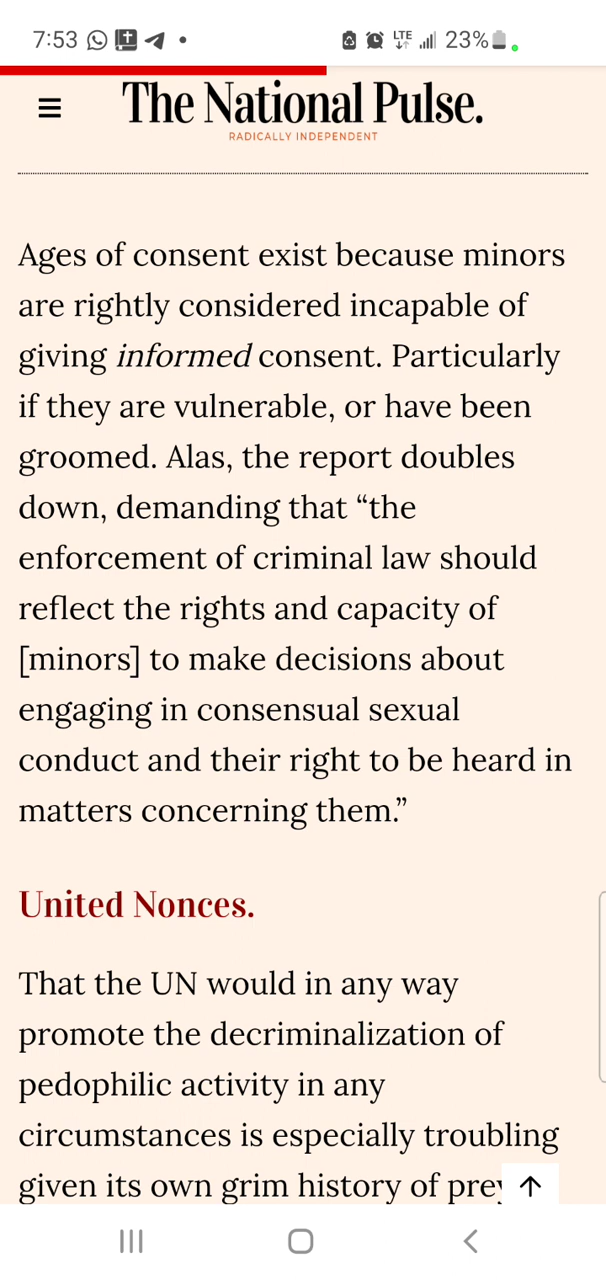 7:53 LTE 23%
The National Pulse.
RADICALLY INDEPENDENT
Ages of consent exist because minors
are rightly considered incapable of
giving informed consent. Particularly
if they are vulnerable, or have been
groomed. Alas, the report doubles
down, demanding that “the
enforcement of criminal law should
reflect the rights and capacity of
[minors] to make decisions about
engaging in consensual sexual
conduct and their right to be heard in
matters concerning them.”
United Nonces.
That the UN would in any way
promote the decriminalization of
pedophilic activity in any
circumstances is especially troubling
given its own grim history of